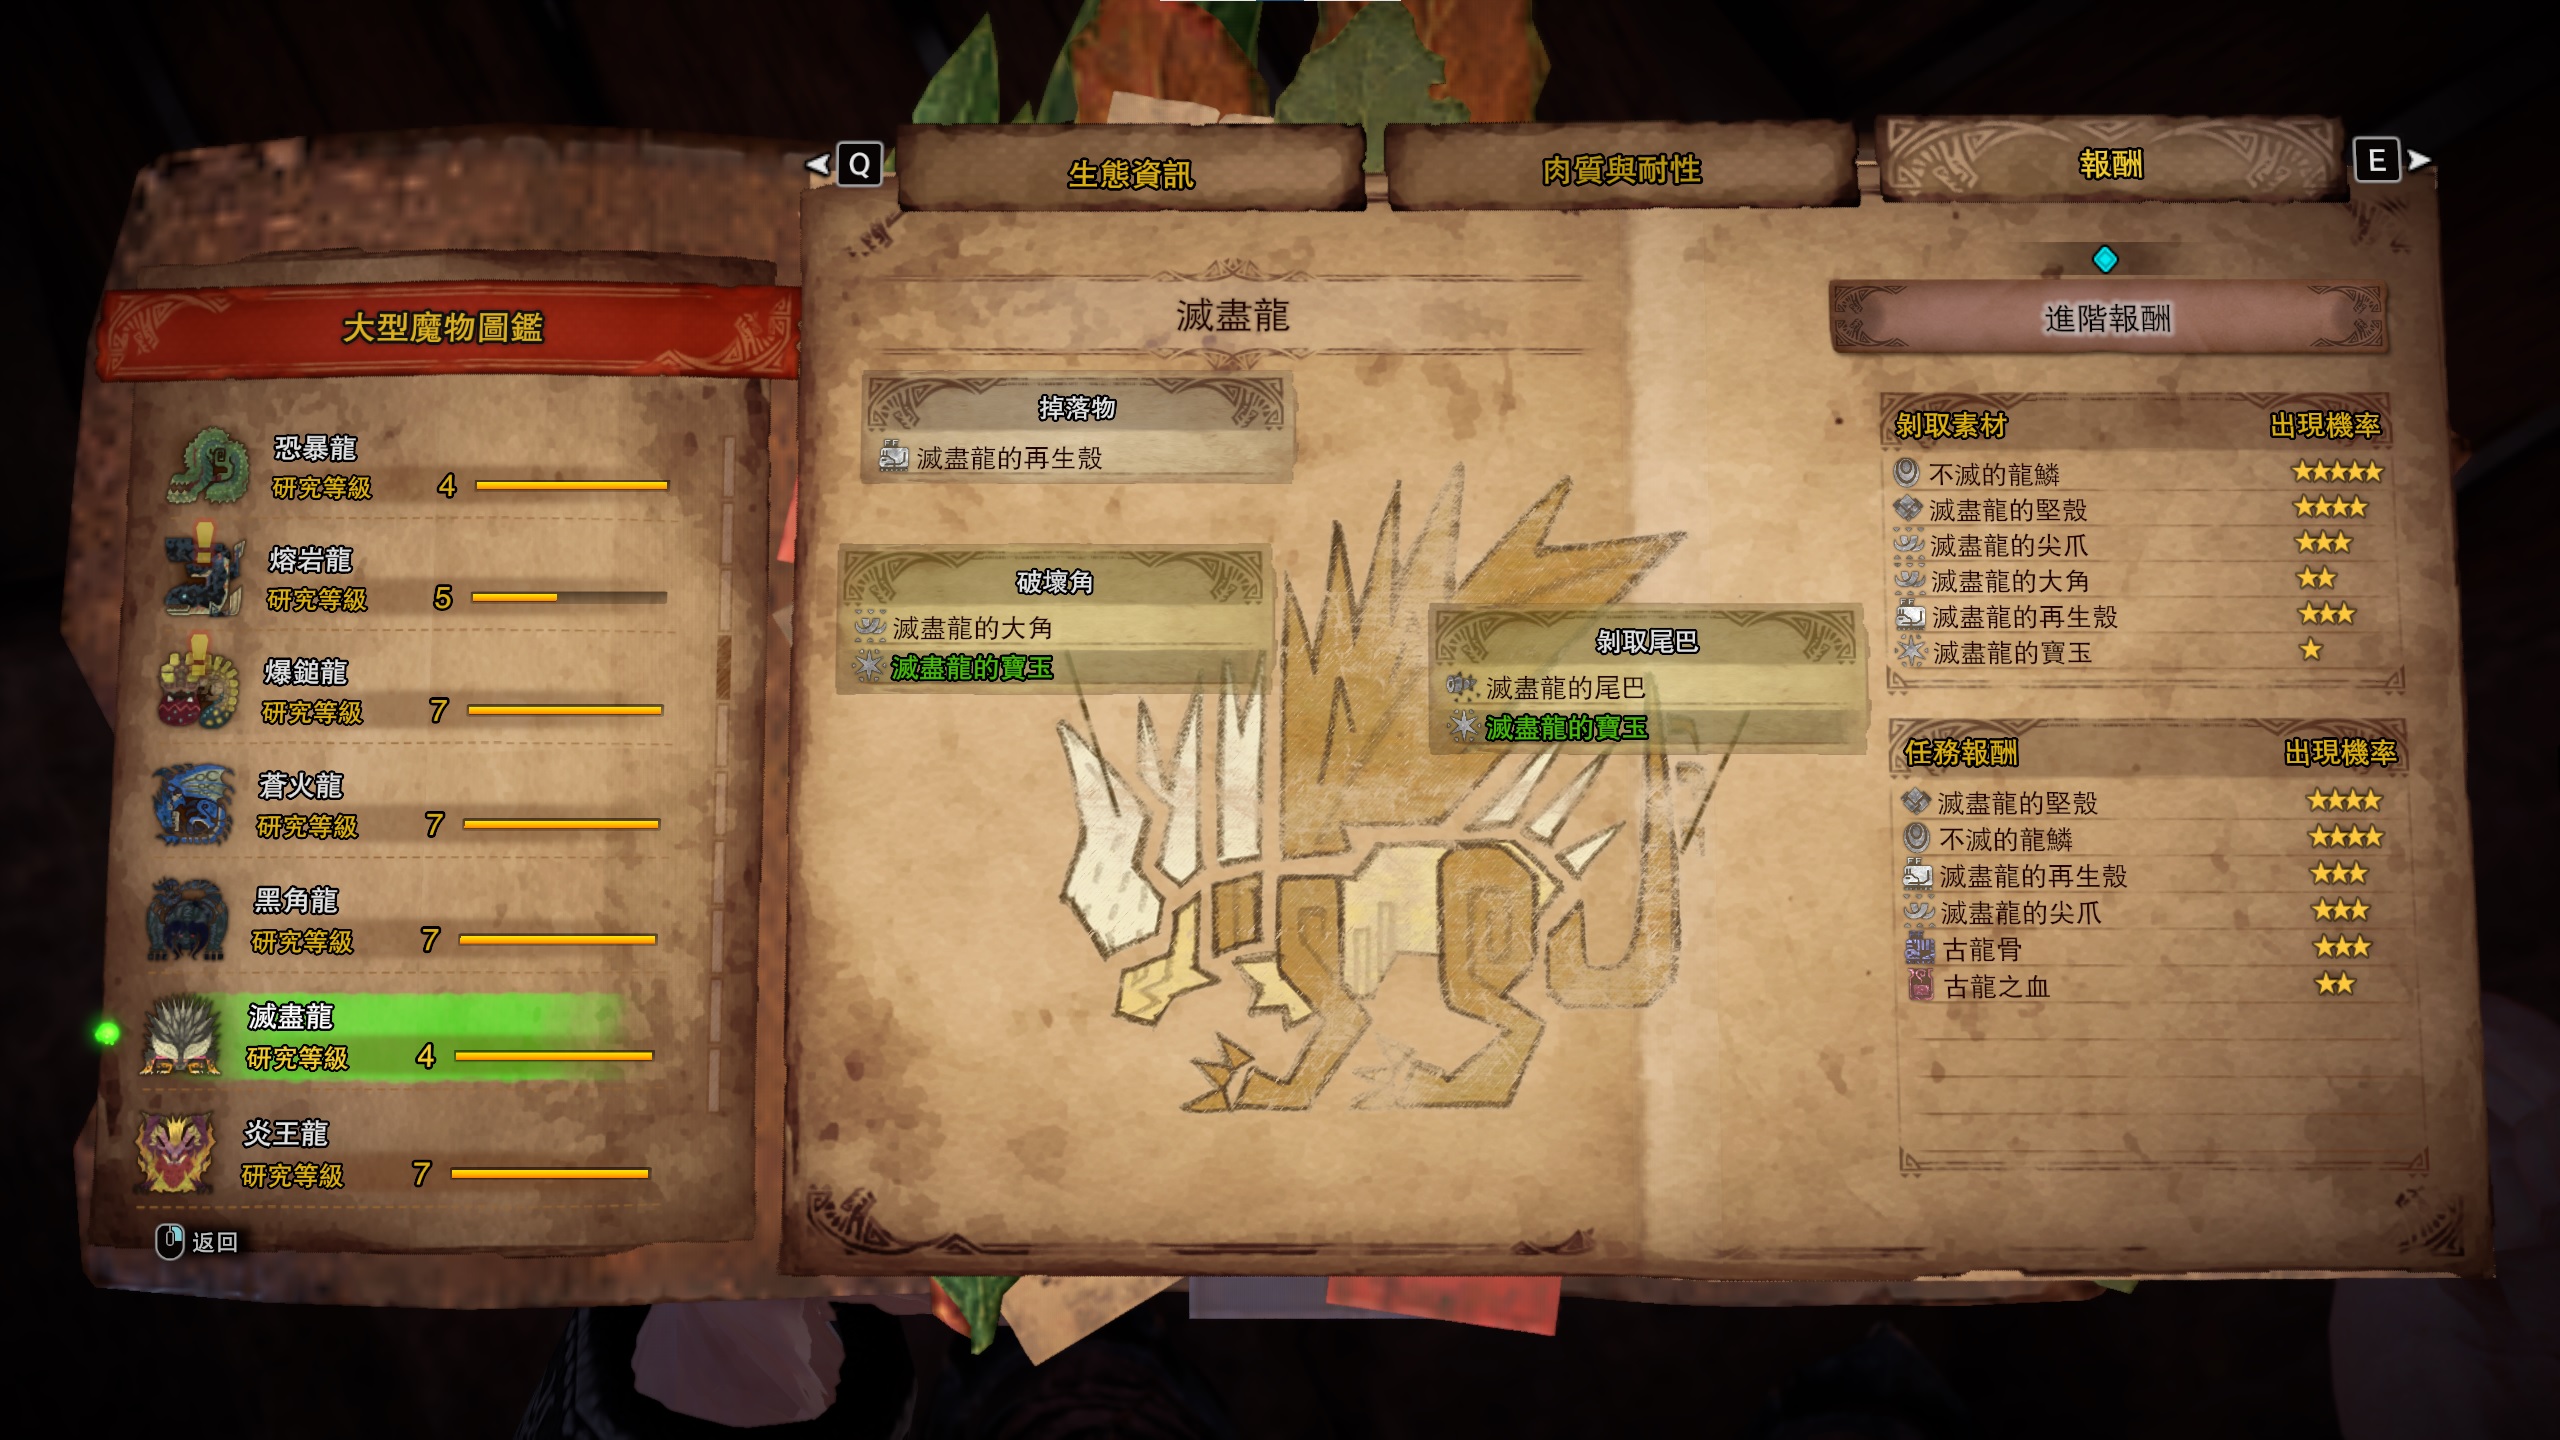 Q
生態資訊
肉質與耐性
報酬
E
大型魔物圖鑑
恐暴龍
研究等級 4
熔岩龍
研究等級 5
爆鎚龍
研究等級 7
蒼火龍
研究等級 7
黑角龍
研究等級 7
滅盡龍
研究等級 4
炎王龍
研究等級 7
返回
滅盡龍
掉落物
滅盡龍的再生殼
破壞角
滅盡龍的大角
滅盡龍的寶玉
剝取尾巴
滅盡龍的尾巴
滅盡龍的寶玉
進階報酬
剝取素材 出現機率
不滅的龍鱗 ★★★★★
滅盡龍的堅殼 ★★★★
滅盡龍的尖爪 ★★★
滅盡龍的大角 ★★
滅盡龍的再生殼 ★★★
滅盡龍的寶玉 ★
任務報酬 出現機率
滅盡龍的堅殼 ★★★★
不滅的龍鱗 ★★★★
滅盡龍的再生殼 ★★★
滅盡龍的尖爪 ★★★
古龍骨 ★★★
古龍之血 ★★